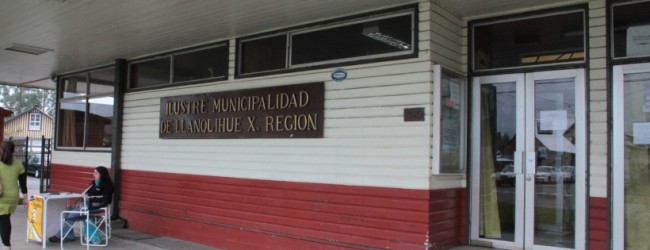 ILUSTRE MUNICIPALIDAD
DE LLANQUIHUE X. REGION